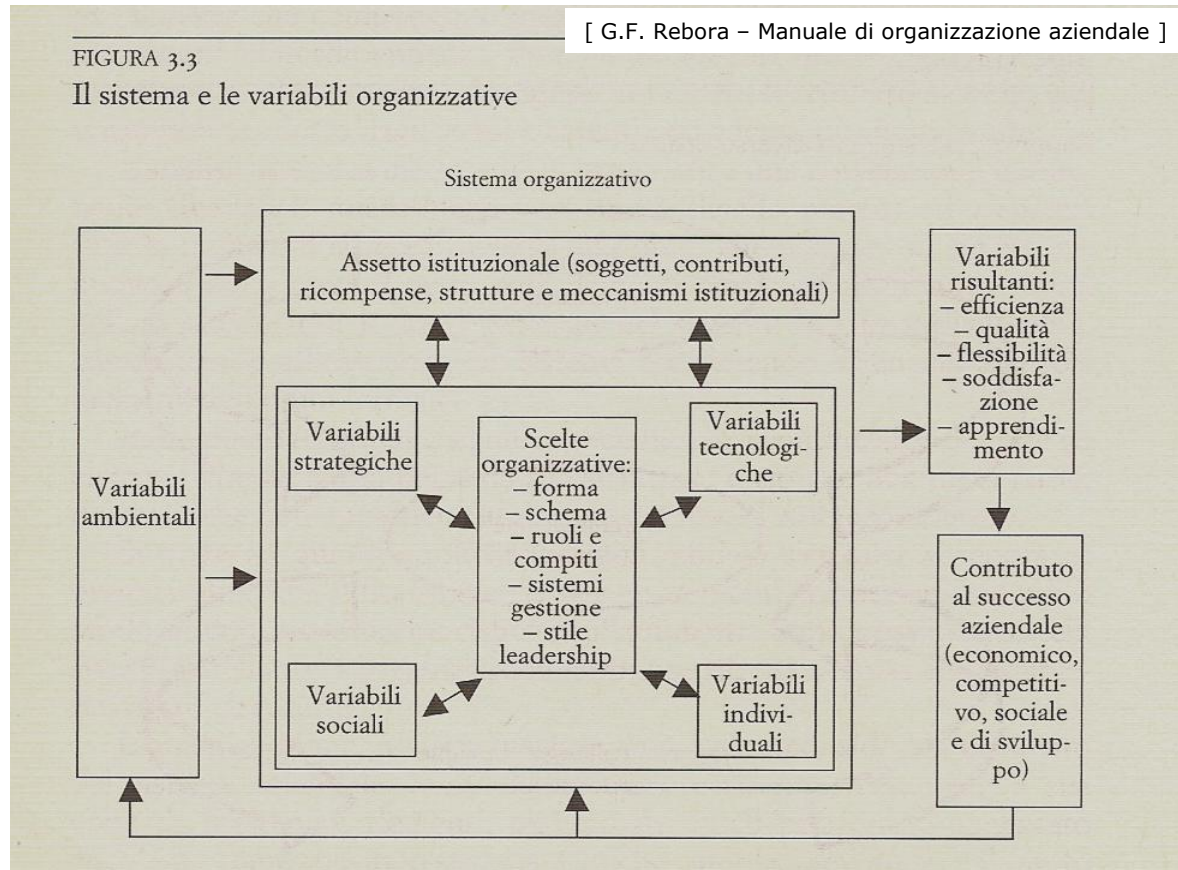 [ G.F. Rebora – Manuale di organizzazione aziendale ]
FIGURA 3.3
Il sistema e le variabili organizzative
Sistema organizzativo
Variabili
ambientali
Assetto istituzionale (soggetti, contributi,
ricompense, strutture e meccanismi istituzionali)
Variabili
strategiche
Scelte
organizzative:
– forma
– schema
– ruoli e
compiti
– sistemi
gestione
– stile
leadership
Variabili
tecnologi-
che
Variabili
sociali
Variabili
indivi-
duali
Variabili
risultanti:
– efficienza
– qualità
– flessibilità
– soddisfa-
zione
– apprendi-
mento
Contributo
al successo
aziendale
(economico,
competiti-
vo, sociale
e di svilup-
po)